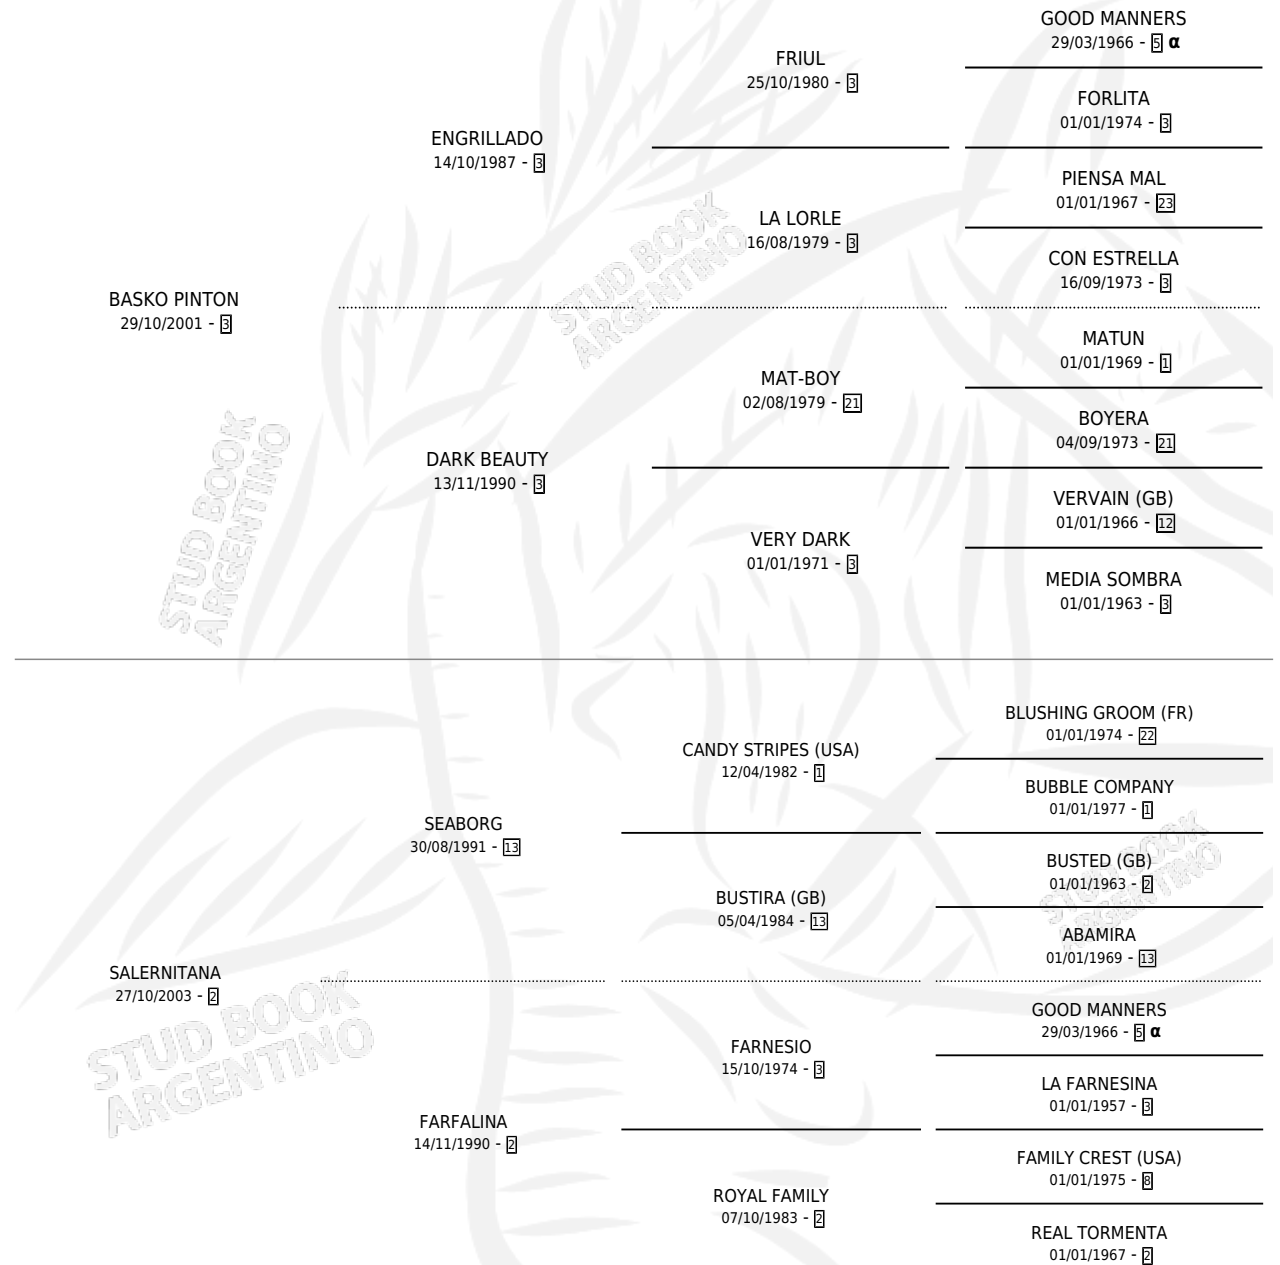 GOOD MANNERS
29/03/1966 - 5 α
FRIUL
25/10/1980 - 3
FORLITA
01/01/1974 - 3
ENGRILLADO
14/10/1987 - 3
PIENSA MAL
01/01/1967 - 23
LA LORLE
16/08/1979 - 3
CON ESTRELLA
16/09/1973 - 3
BASKO PINTON
29/10/2001 - 3
MATUN
01/01/1969 - 1
MAT-BOY
02/08/1979 - 21
BOYERA
04/09/1973 - 21
DARK BEAUTY
13/11/1990 - 3
VERVAIN (GB)
01/01/1966 - 12
VERY DARK
01/01/1971 - 3
MEDIA SOMBRA
01/01/1963 - 3
STUD BOOK
ARGENTINO
STUD BOOK
ARGENTINO
BLUSHING GROOM (FR)
01/01/1974 - 22
CANDY STRIPES (USA)
12/04/1982 - 1
BUBBLE COMPANY
01/01/1977 - 1
SEABORG
30/08/1991 - 13
BUSTED (GB)
01/01/1963 - 2
BUSTIRA (GB)
05/04/1984 - 13
ABAMIRA
01/01/1969 - 13
SALERNITANA
27/10/2003 - 2
GOOD MANNERS
29/03/1966 - 5 α
FARNESIO
15/10/1974 - 3
LA FARNESINA
01/01/1957 - 3
FARFALINA
14/11/1990 - 2
FAMILY CREST (USA)
01/01/1975 - 8
ROYAL FAMILY
07/10/1983 - 2
REAL TORMENTA
01/01/1967 - 2
STUD BOOK
ARGENTINO
STUD BOOK
ARGENTINO